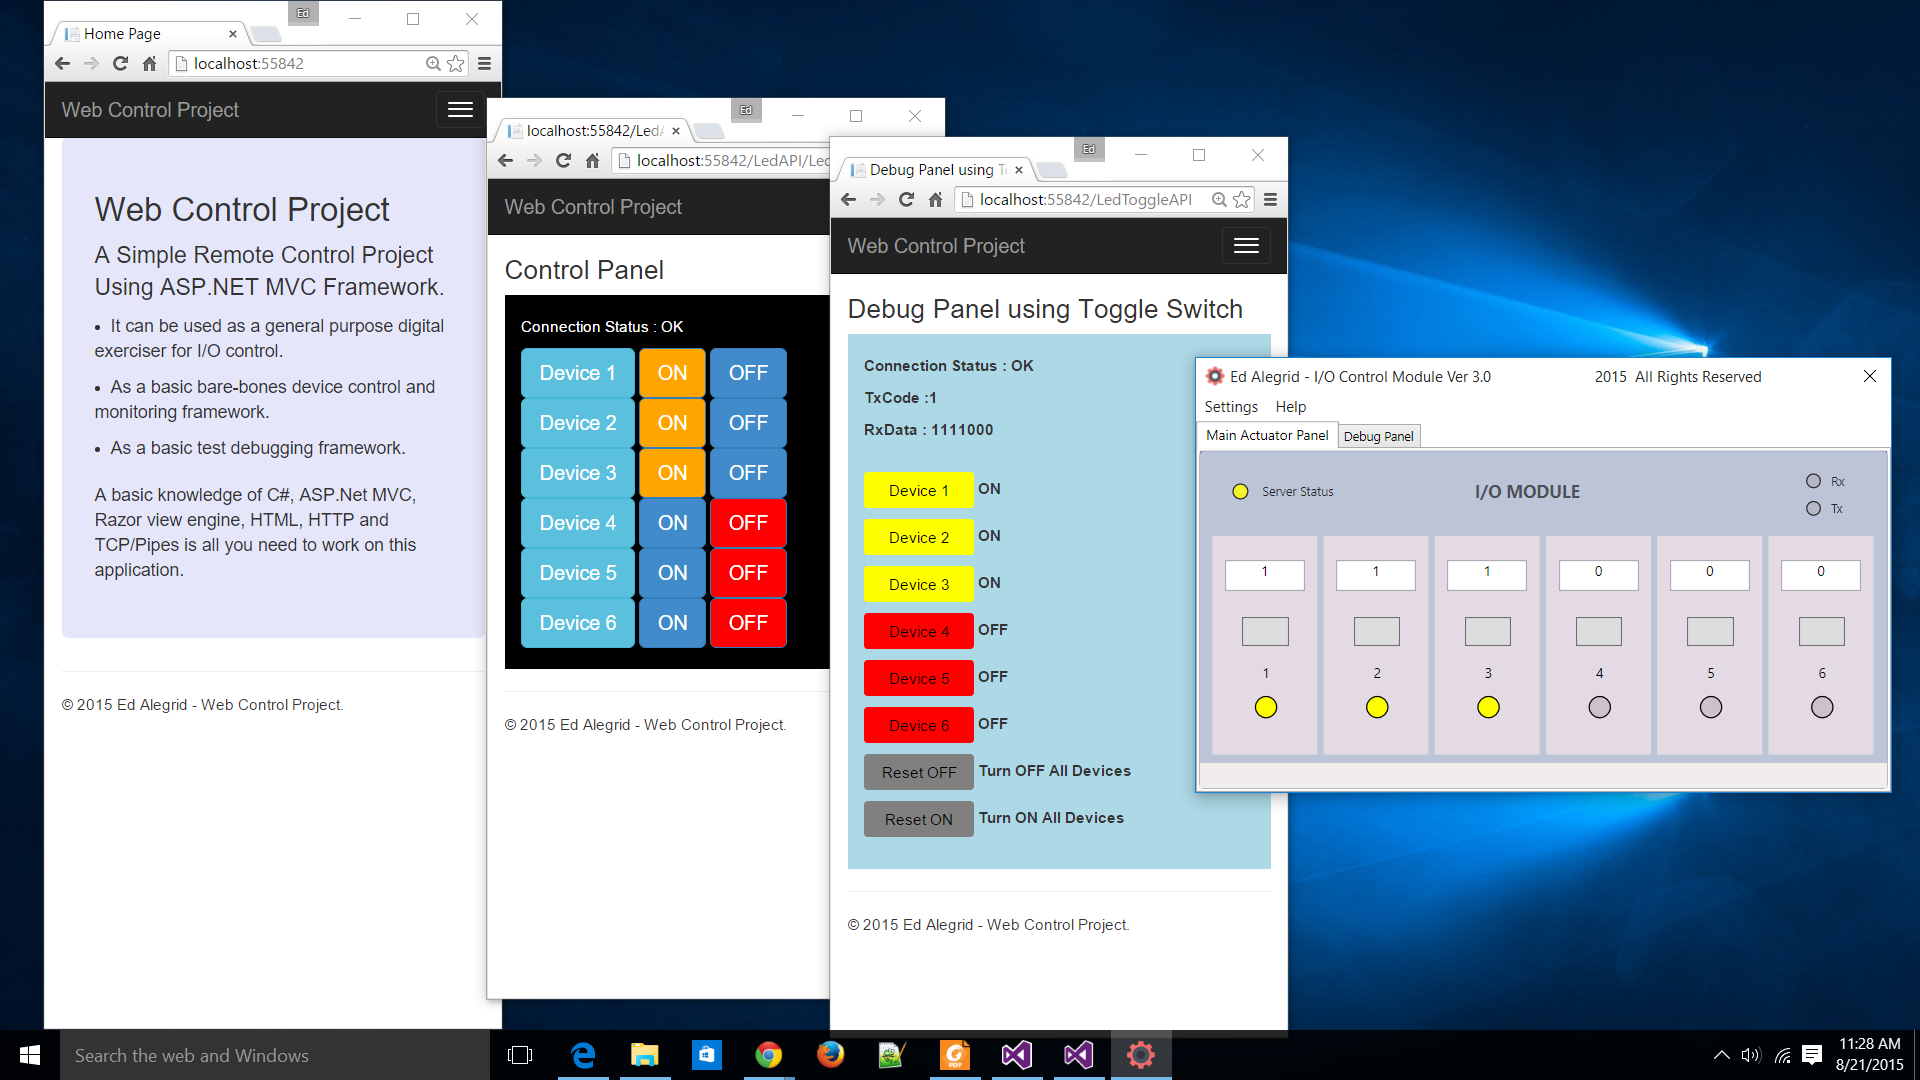 Ed
Home Page
localhost:55842
Web Control Project
Web Control Project
A Simple Remote Control Project
Using ASP.NET MVC Framework.
• It can be used as a general purpose digital
exerciser for I/O control.
• As a basic bare-bones device control and
monitoring framework.
• As a basic test debugging framework.
A basic knowledge of C#, ASP.Net MVC,
Razor view engine, HTML, HTTP and
TCP/Pipes is all you need to work on this
application.
© 2015 Ed Alegrid - Web Control Project.
Ed
localhost:55842/Led
localhost:55842/LedAPI/Led
Web Control Project
Control Panel
Connection Status : OK
Device 1 ON OFF
Device 2 ON OFF
Device 3 ON OFF
Device 4 ON OFF
Device 5 ON OFF
Device 6 ON OFF
© 2015 Ed Alegrid - Web Control Project.
Ed
Debug Panel using T
localhost:55842/LedToggleAPI
Web Control Project
Debug Panel using Toggle Switch
Connection Status : OK
TxCode :1
RxData : 1111000
Device 1 ON
Device 2 ON
Device 3 ON
Device 4 OFF
Device 5 OFF
Device 6 OFF
Reset OFF Turn OFF All Devices
Reset ON Turn ON All Devices
© 2015 Ed Alegrid - Web Control Project.
Ed Alegrid - I/O Control Module Ver 3.0 2015 All Rights Reserved
Settings Help
Main Actuator Panel Debug Panel
Server Status I/O MODULE Rx
Tx
1 1 1 0 0 0
1 2 3 4 5 6
Search the web and Windows
PDF
11:28 AM
8/21/2015